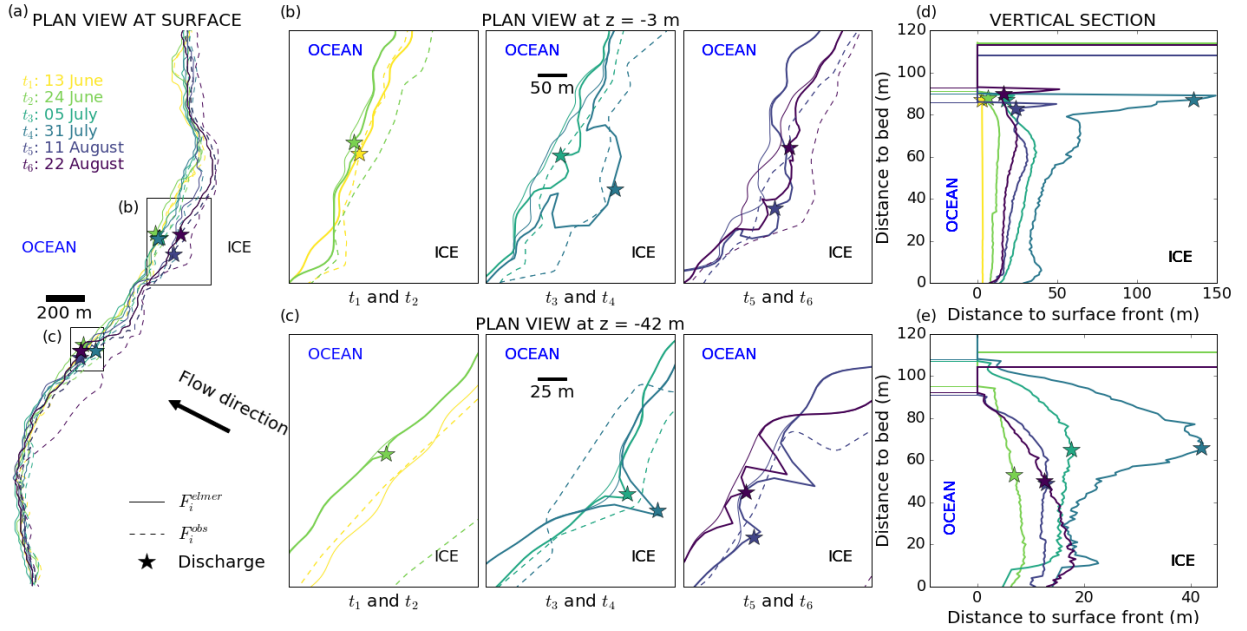 (a) PLAN VIEW AT SURFACE
t₁: 13 June
t₂: 24 June
t₃: 05 July
t₄: 31 July
t₅: 11 August
t₆: 22 August
(b)
OCEAN
ICE
200 m
(c)
Flow direction
F_i^elmer
F_i^obs
Discharge
(b) PLAN VIEW at z = -3 m
OCEAN
ICE
t₁ and t₂
OCEAN
50 m
ICE
t₃ and t₄
OCEAN
ICE
t₅ and t₆
(c) PLAN VIEW at z = -42 m
OCEAN
ICE
t₁ and t₂
OCEAN
25 m
ICE
t₃ and t₄
OCEAN
ICE
t₅ and t₆
(d) VERTICAL SECTION
Distance to bed (m)
120
100
80
60
40
20
0
OCEAN
ICE
0 50 100 150
Distance to surface front (m)
(e)
Distance to bed (m)
120
100
80
60
40
20
0
OCEAN
ICE
0 20 40
Distance to surface front (m)